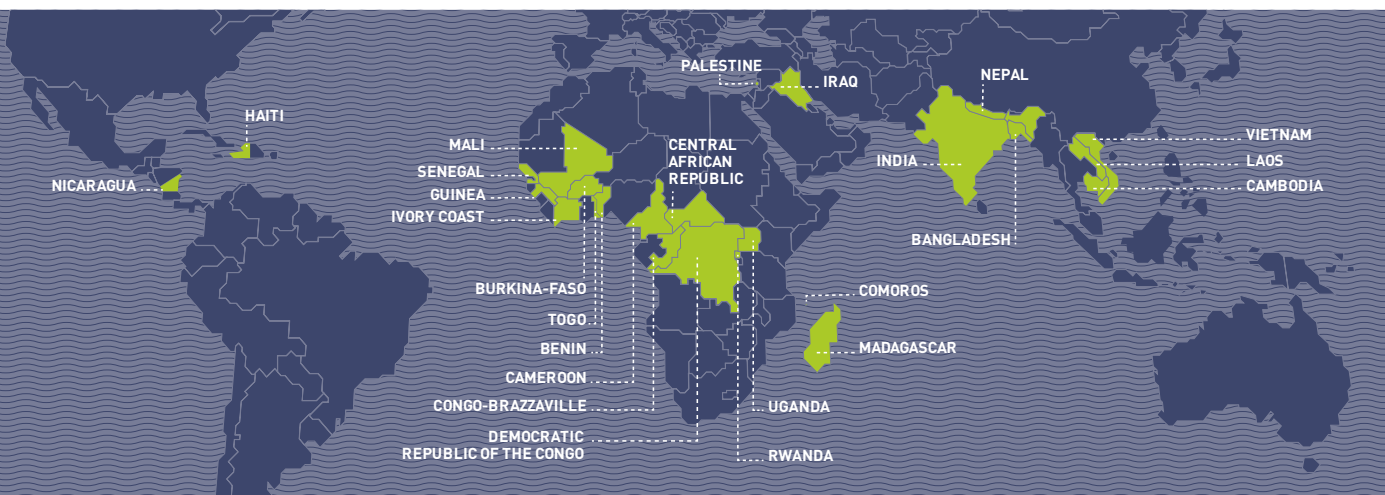 PALESTINE
IRAQ
NEPAL
HAITI
MALI
CENTRAL
AFRICAN
REPUBLIC
VIETNAM
SENEGAL
INDIA
LAOS
NICARAGUA
GUINEA
CAMBODIA
IVORY COAST
BANGLADESH
BURKINA-FASO
COMOROS
TOGO
BENIN
MADAGASCAR
CAMEROON
CONGO-BRAZZAVILLE
UGANDA
DEMOCRATIC
REPUBLIC OF THE CONGO
RWANDA